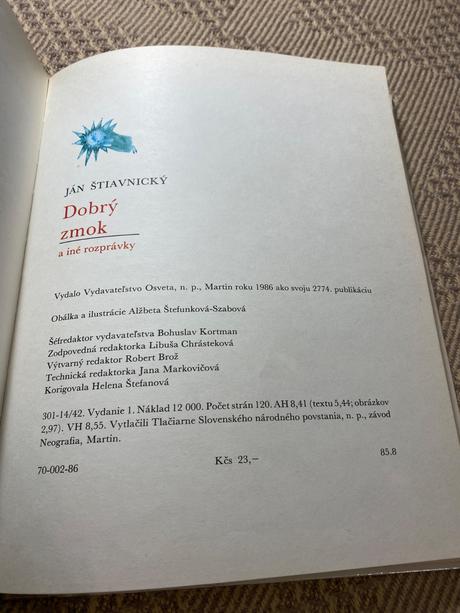 JÁN ŠTIAVNICKÝ
Dobrý
zmok
a iné rozprávky
Vydalo Vydavateľstvo Osveta, n. p., Martin roku 1986 ako svoju 2774. publikáciu
Obálka a ilustrácie Alžbeta Štefunková-Szabová
Šéfredaktor vydavateľstva Bohuslav Kortman
Zodpovedná redaktorka Libuša Chrásteková
Výtvarný redaktor Robert Brož
Technická redaktorka Jana Markovičová
Korigovala Helena Štefanová
301-14/42. Vydanie 1. Náklad 12 000. Počet strán 120. AH 8,41 (textu 5,44; obrázkov
2,97). VH 8,55. Vytlačili Tlačiarne Slovenského národného povstania, n. p., závod
Neografia, Martin.
70-002-86 Kčs 23,— 85.8